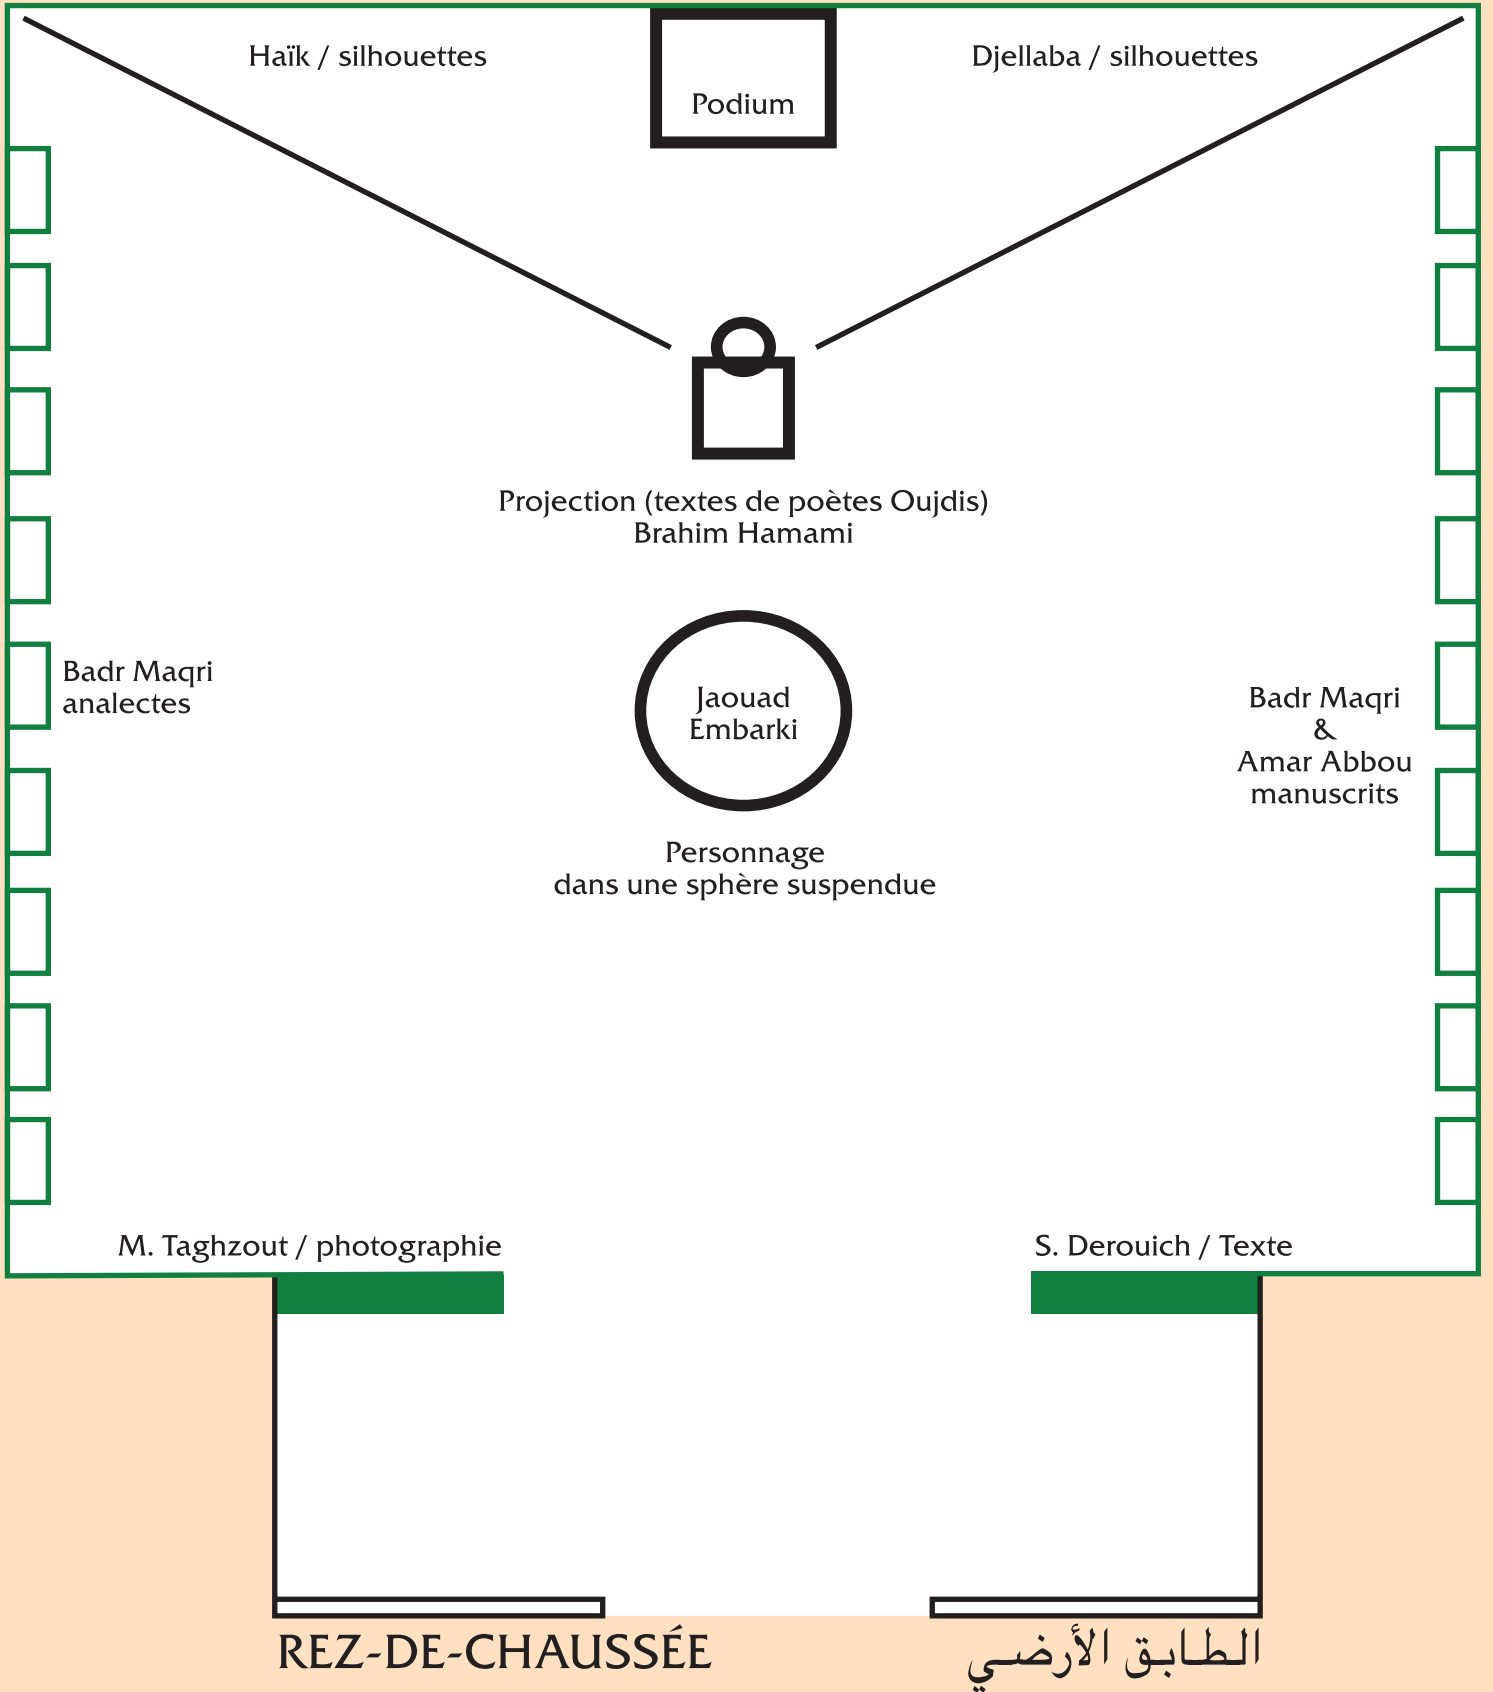 Haïk / silhouettes
Djellaba / silhouettes
Podium
Projection (textes de poètes Oujdis)
Brahim Hamami
Badr Maqri
analectes
Jaouad
Embarki
Badr Maqri
&
Amar Abbou
manuscrits
Personnage
dans une sphère suspendue
M. Taghzout / photographie
S. Derouich / Texte
REZ-DE-CHAUSSÉE
الطابق الأرضي